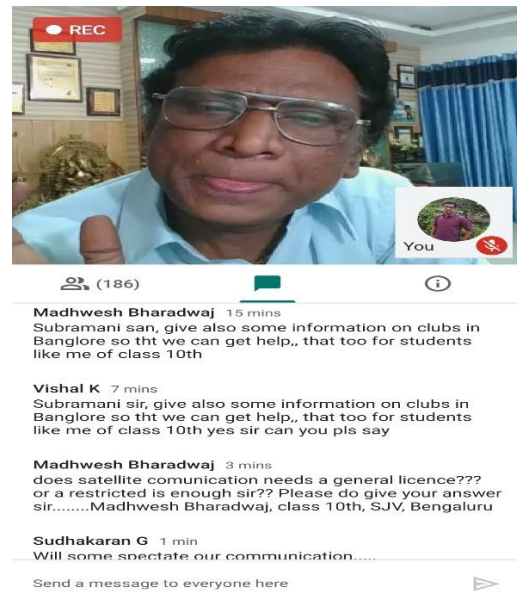 REC
You
(186)
Madhwesh Bharadwaj 15 mins
Subramani san, give also some information on clubs in
Banglore so tht we can get help,, that too for students
like me of class 10th
Vishal K 7 mins
Subramani sir, give also some information on clubs in
Banglore so tht we can get help,, that too for students
like me of class 10th yes sir can you pls say
Madhwesh Bharadwaj 3 mins
does satellite comunication needs a general licence???
or a restricted is enough sir?? Please do give your answer
sir........Madhwesh Bharadwaj, class 10th, SJV, Bengaluru
Sudhakaran G 1 min
Will some spectate our communication.....
Send a message to everyone here